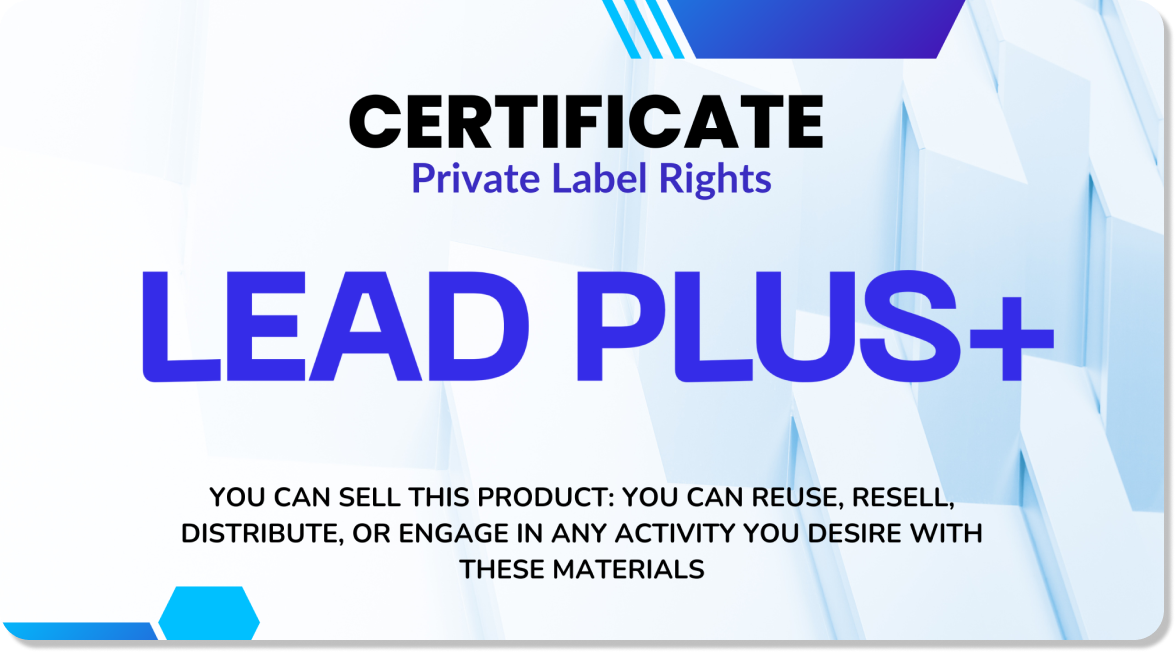 CERTIFICATE
Private Label Rights
LEAD PLUS+
YOU CAN SELL THIS PRODUCT: YOU CAN REUSE, RESELL,
DISTRIBUTE, OR ENGAGE IN ANY ACTIVITY YOU DESIRE WITH
THESE MATERIALS